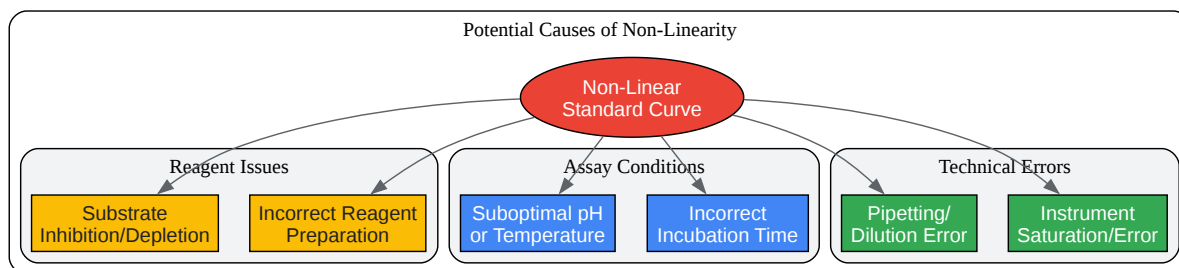 Potential Causes of Non-Linearity
Non-Linear
Standard Curve
Reagent Issues
Substrate
Inhibition/Depletion
Incorrect Reagent
Preparation
Assay Conditions
Suboptimal pH
or Temperature
Incorrect
Incubation Time
Technical Errors
Pipetting/
Dilution Error
Instrument
Saturation/Error